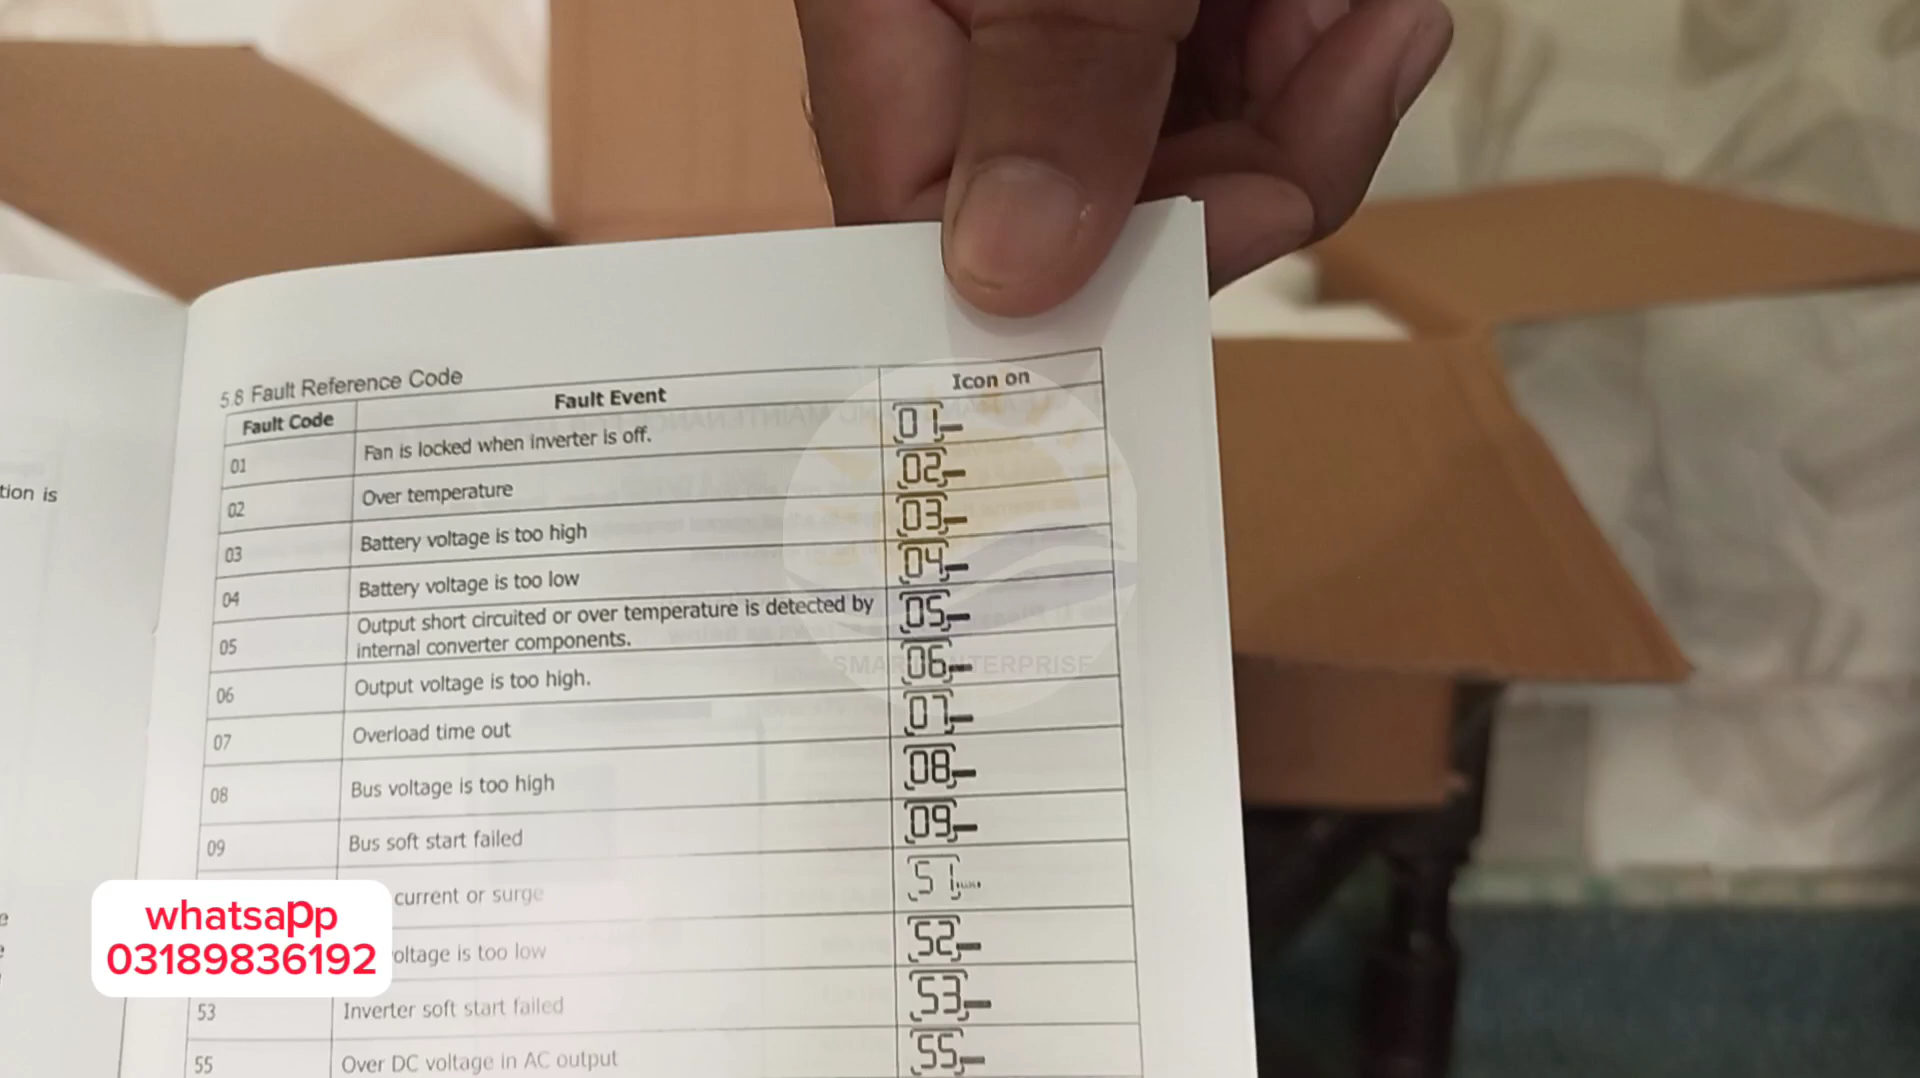 5.8 Fault Reference Code
Fault Code Fault Event Icon on
01 Fan is locked when inverter is off. 01
02 Over temperature 02
03 Battery voltage is too high 03
04 Battery voltage is too low 04
05 Output short circuited or over temperature is detected by internal converter components. 05
06 Output voltage is too high. 06
07 Overload time out 07
08 Bus voltage is too high 08
09 Bus soft start failed 09
current or surge 51
oltage is too low 52
53 Inverter soft start failed 53
55 Over DC voltage in AC output 55
tion is
whatsapp
03189836192